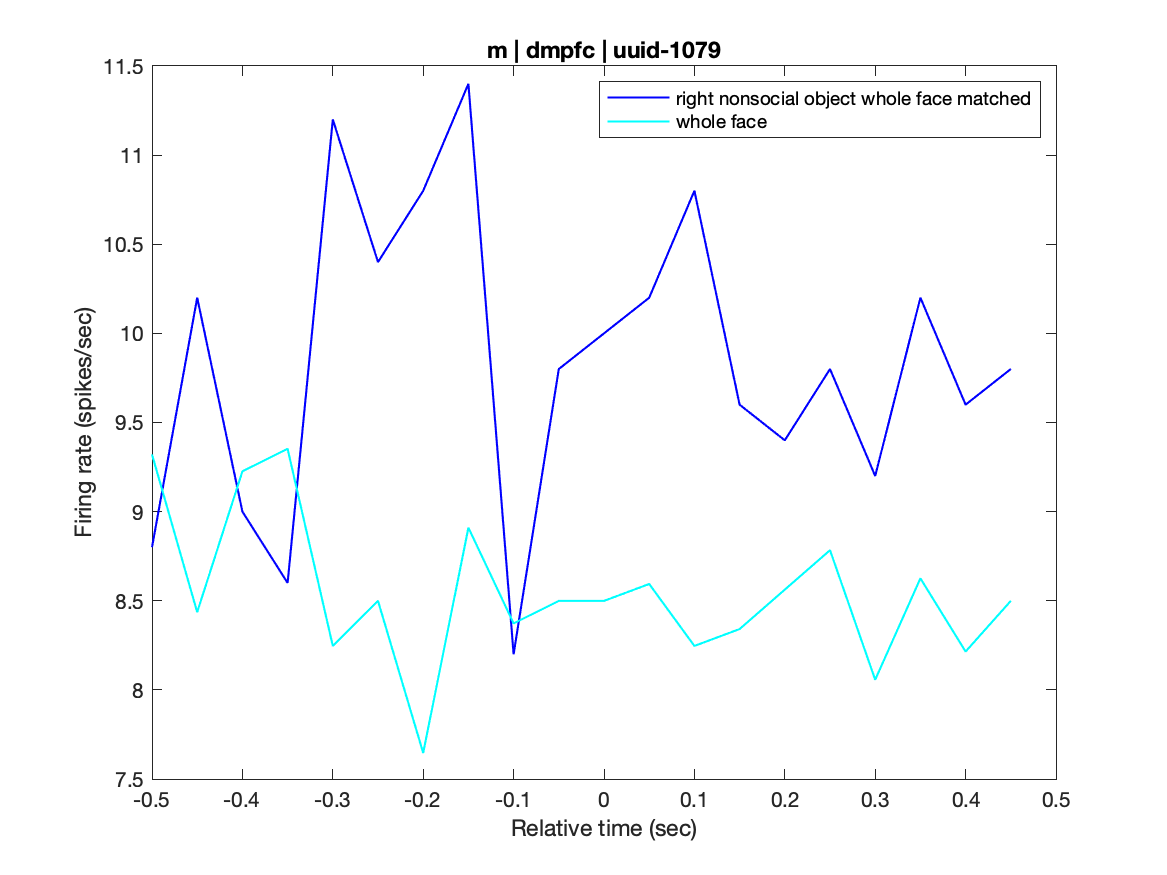 m | dmpfc | uuid-1079
right nonsocial object whole face matched
whole face
Firing rate (spikes/sec)
11.5
11
10.5
10
9.5
9
8.5
8
7.5
-0.5 -0.4 -0.3 -0.2 -0.1 0 0.1 0.2 0.3 0.4 0.5
Relative time (sec)